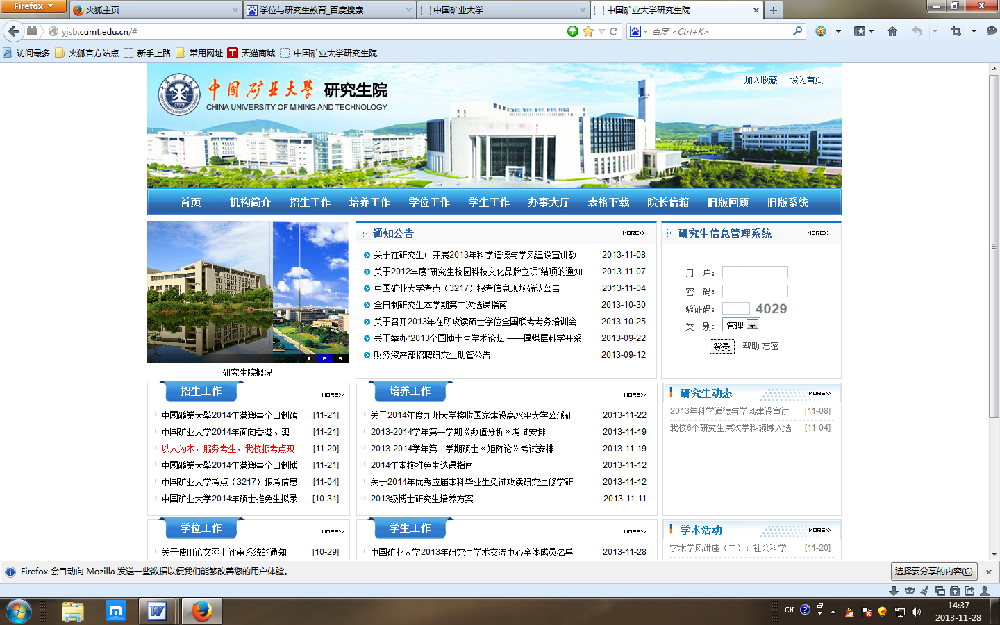 Firefox
火狐主页
学位与研究生教育_百度搜索
中国矿业大学
中国矿业大学研究生院
yjsb.cumt.edu.cn/#
百度 <Ctrl+K>
访问最多
火狐官方站点
新手上路
常用网址
天猫商城
中国矿业大学研究生院
加入收藏
设为首页
中国矿业大学 研究生院
CHINA UNIVERSITY OF MINING AND TECHNOLOGY
首页 机构简介 招生工作 培养工作 学位工作 学生工作 办事大厅 表格下载 院长信箱 旧版回顾 旧版系统
1 2 3
研究生院概况
通知公告 MORE>>
关于在研究生中开展2013年科学道德与学风建设宣讲教 2013-11-08
关于2012年度“研究生校园科技文化品牌立项”结项的通知 2013-11-07
中国矿业大学考点（3217）报考信息现场确认公告 2013-11-04
全日制研究生本学期第二次选课指南 2013-10-30
关于召开2013年在职攻读硕士学位全国联考考务培训会 2013-10-25
关于举办“2013全国博士生学术论坛 ——厚煤层科学开采 2013-09-22
财务资产部招聘研究生助管公告 2013-09-12
研究生信息管理系统 MORE>>
用 户：
密 码：
验证码： 4029
类 别： 管理
登录 帮助 忘密
招生工作 MORE>>
中國礦業大學2014年港澳臺全日制碩 [11-21]
中国矿业大学2014年面向香港、澳 [11-21]
以人为本，服务考生，我校报考点现 [11-20]
中國礦業大學2014年港澳臺全日制博 [11-21]
中国矿业大学考点（3217）报考信息 [11-04]
中国矿业大学2014年硕士推免生拟录 [10-31]
培养工作 MORE>>
关于2014年度九州大学接收国家建设高水平大学公派研 2013-11-22
2013-2014学年第一学期《数值分析》考试安排 2013-11-19
2013-2014学年第一学期硕士《矩阵论》考试安排 2013-11-19
2014年本校推免生选课指南 2013-11-12
关于2014年优秀应届本科毕业生免试攻读研究生修学研 2013-11-12
2013级博士研究生培养方案 2013-11-11
研究生动态 MORE>>
2013年科学道德与学风建设宣讲 [11-08]
我校6个研究生层次学科领域入选 [11-04]
学位工作 MORE>>
关于使用论文网上评审系统的通知 [10-29]
学生工作 MORE>>
中国矿业大学2013年研究生学术交流中心全体成员名单 2013-11-28
学术活动 MORE>>
学术学风讲座（二）：社会科学 [11-20]
Firefox 会自动向 Mozilla 发送一些数据以便我们能够改善您的用户体验。
选择要分享的内容(C)
CH
14:37
2013-11-28